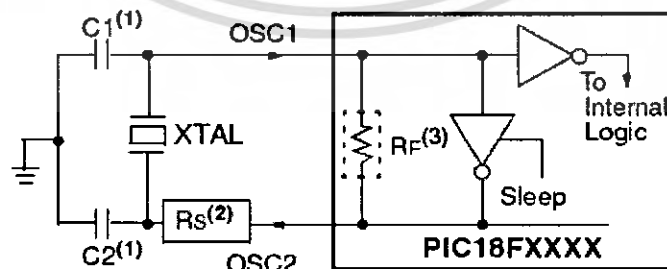 C1(1)
OSC1
To
Internal
Logic
XTAL
RF(3)
Sleep
Rs(2)
C2(1)
OSC2
PIC18FXXXX